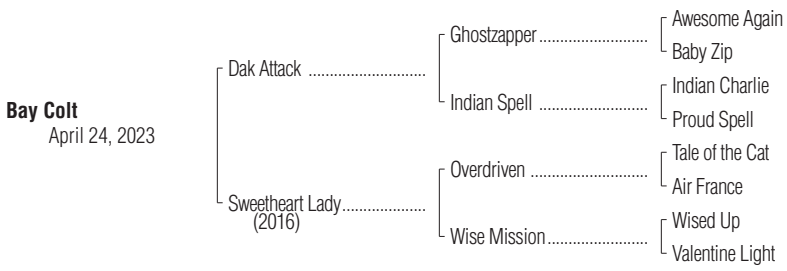 Bay Colt
April 24, 2023
Dak Attack ............................
Sweetheart Lady....................
(2016)
Ghostzapper..........................
Indian Spell ..........................
Overdriven ............................
Wise Mission........................
Awesome Again
Baby Zip
Indian Charlie
Proud Spell
Tale of the Cat
Air France
Wised Up
Valentine Light